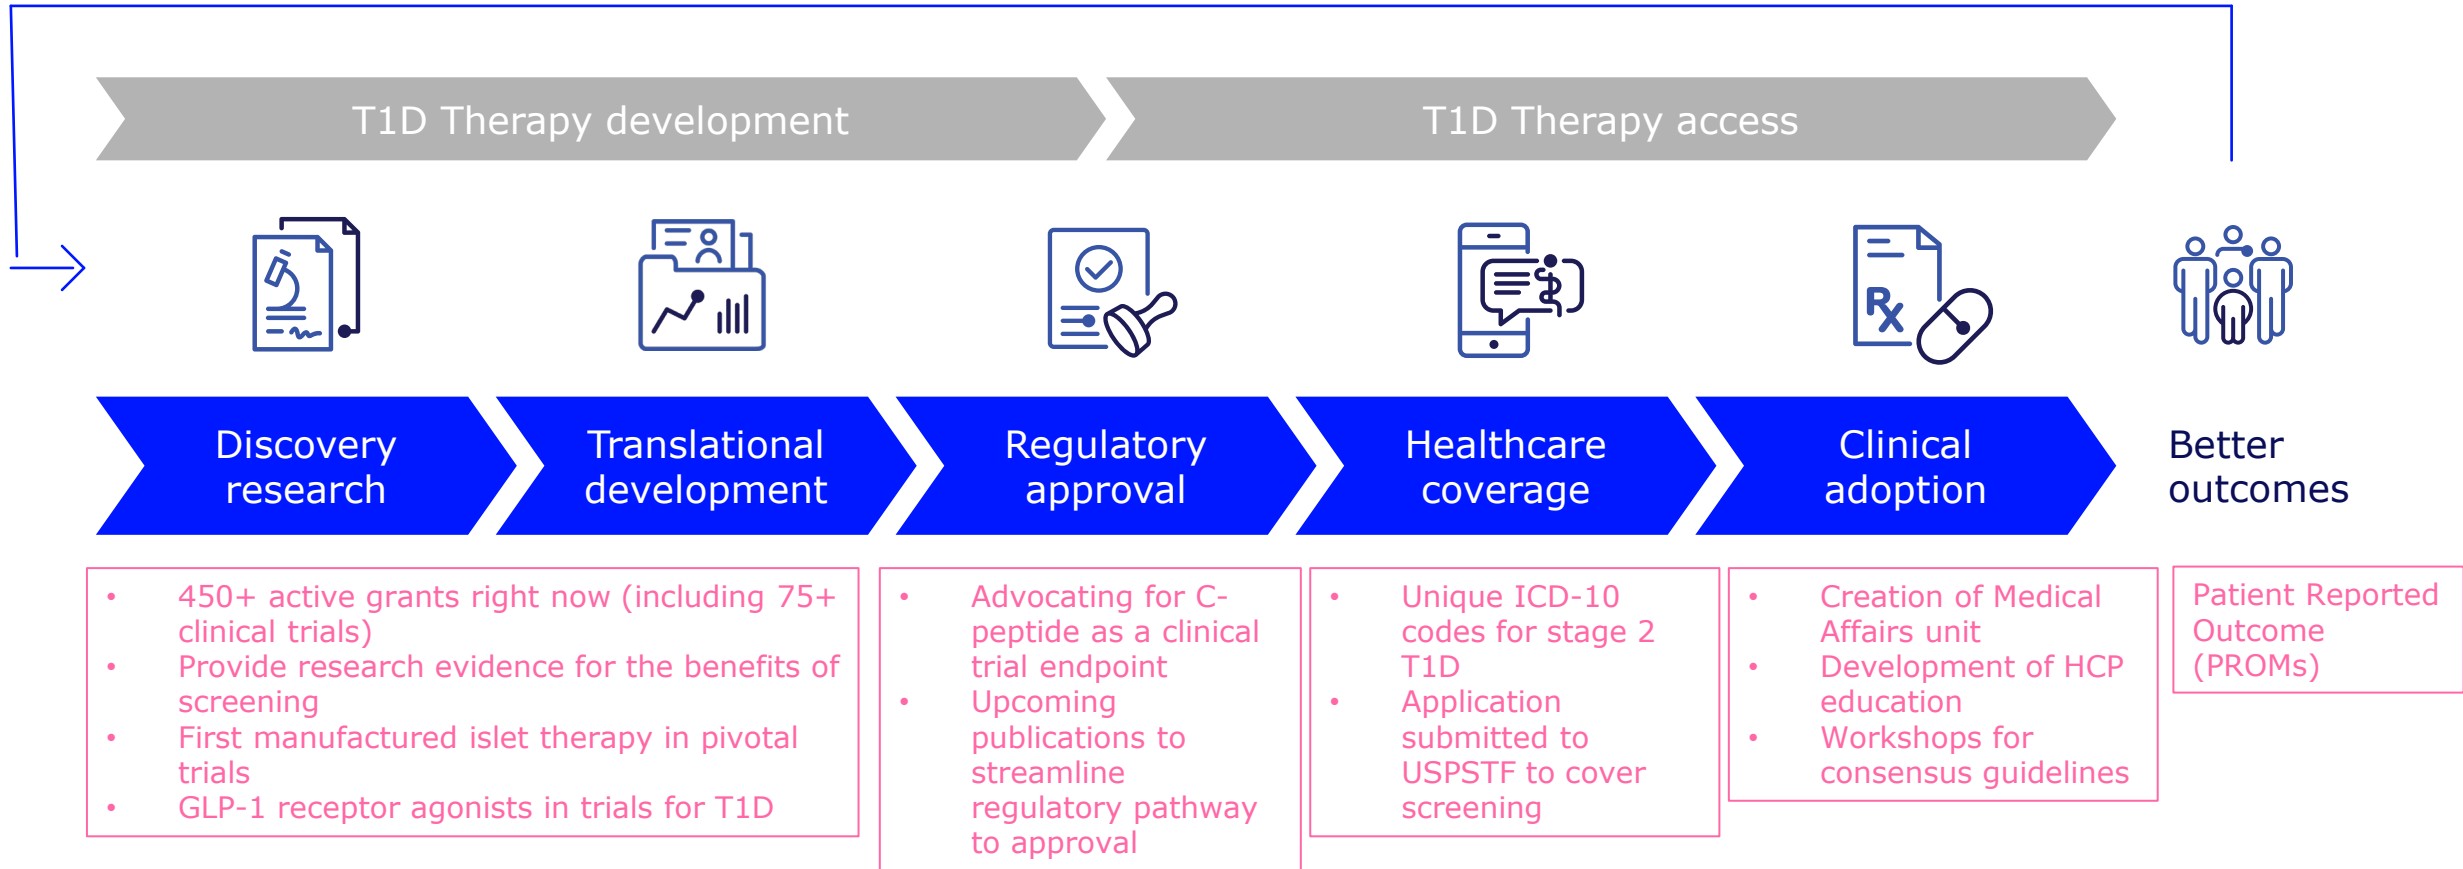 T1D Therapy development
T1D Therapy access
Rx
Discovery
research
Translational
development
Regulatory
approval
Healthcare
coverage
Clinical
adoption
Better
outcomes
• 450+ active grants right now (including 75+
clinical trials)
• Provide research evidence for the benefits of
screening
• First manufactured islet therapy in pivotal
trials
• GLP-1 receptor agonists in trials for T1D
• Advocating for C-
peptide as a clinical
trial endpoint
• Upcoming
publications to
streamline
regulatory pathway
to approval
• Unique ICD-10
codes for stage 2
T1D
• Application
submitted to
USPSTF to cover
screening
• Creation of Medical
Affairs unit
• Development of HCP
education
• Workshops for
consensus guidelines
Patient Reported
Outcome
(PROMs)